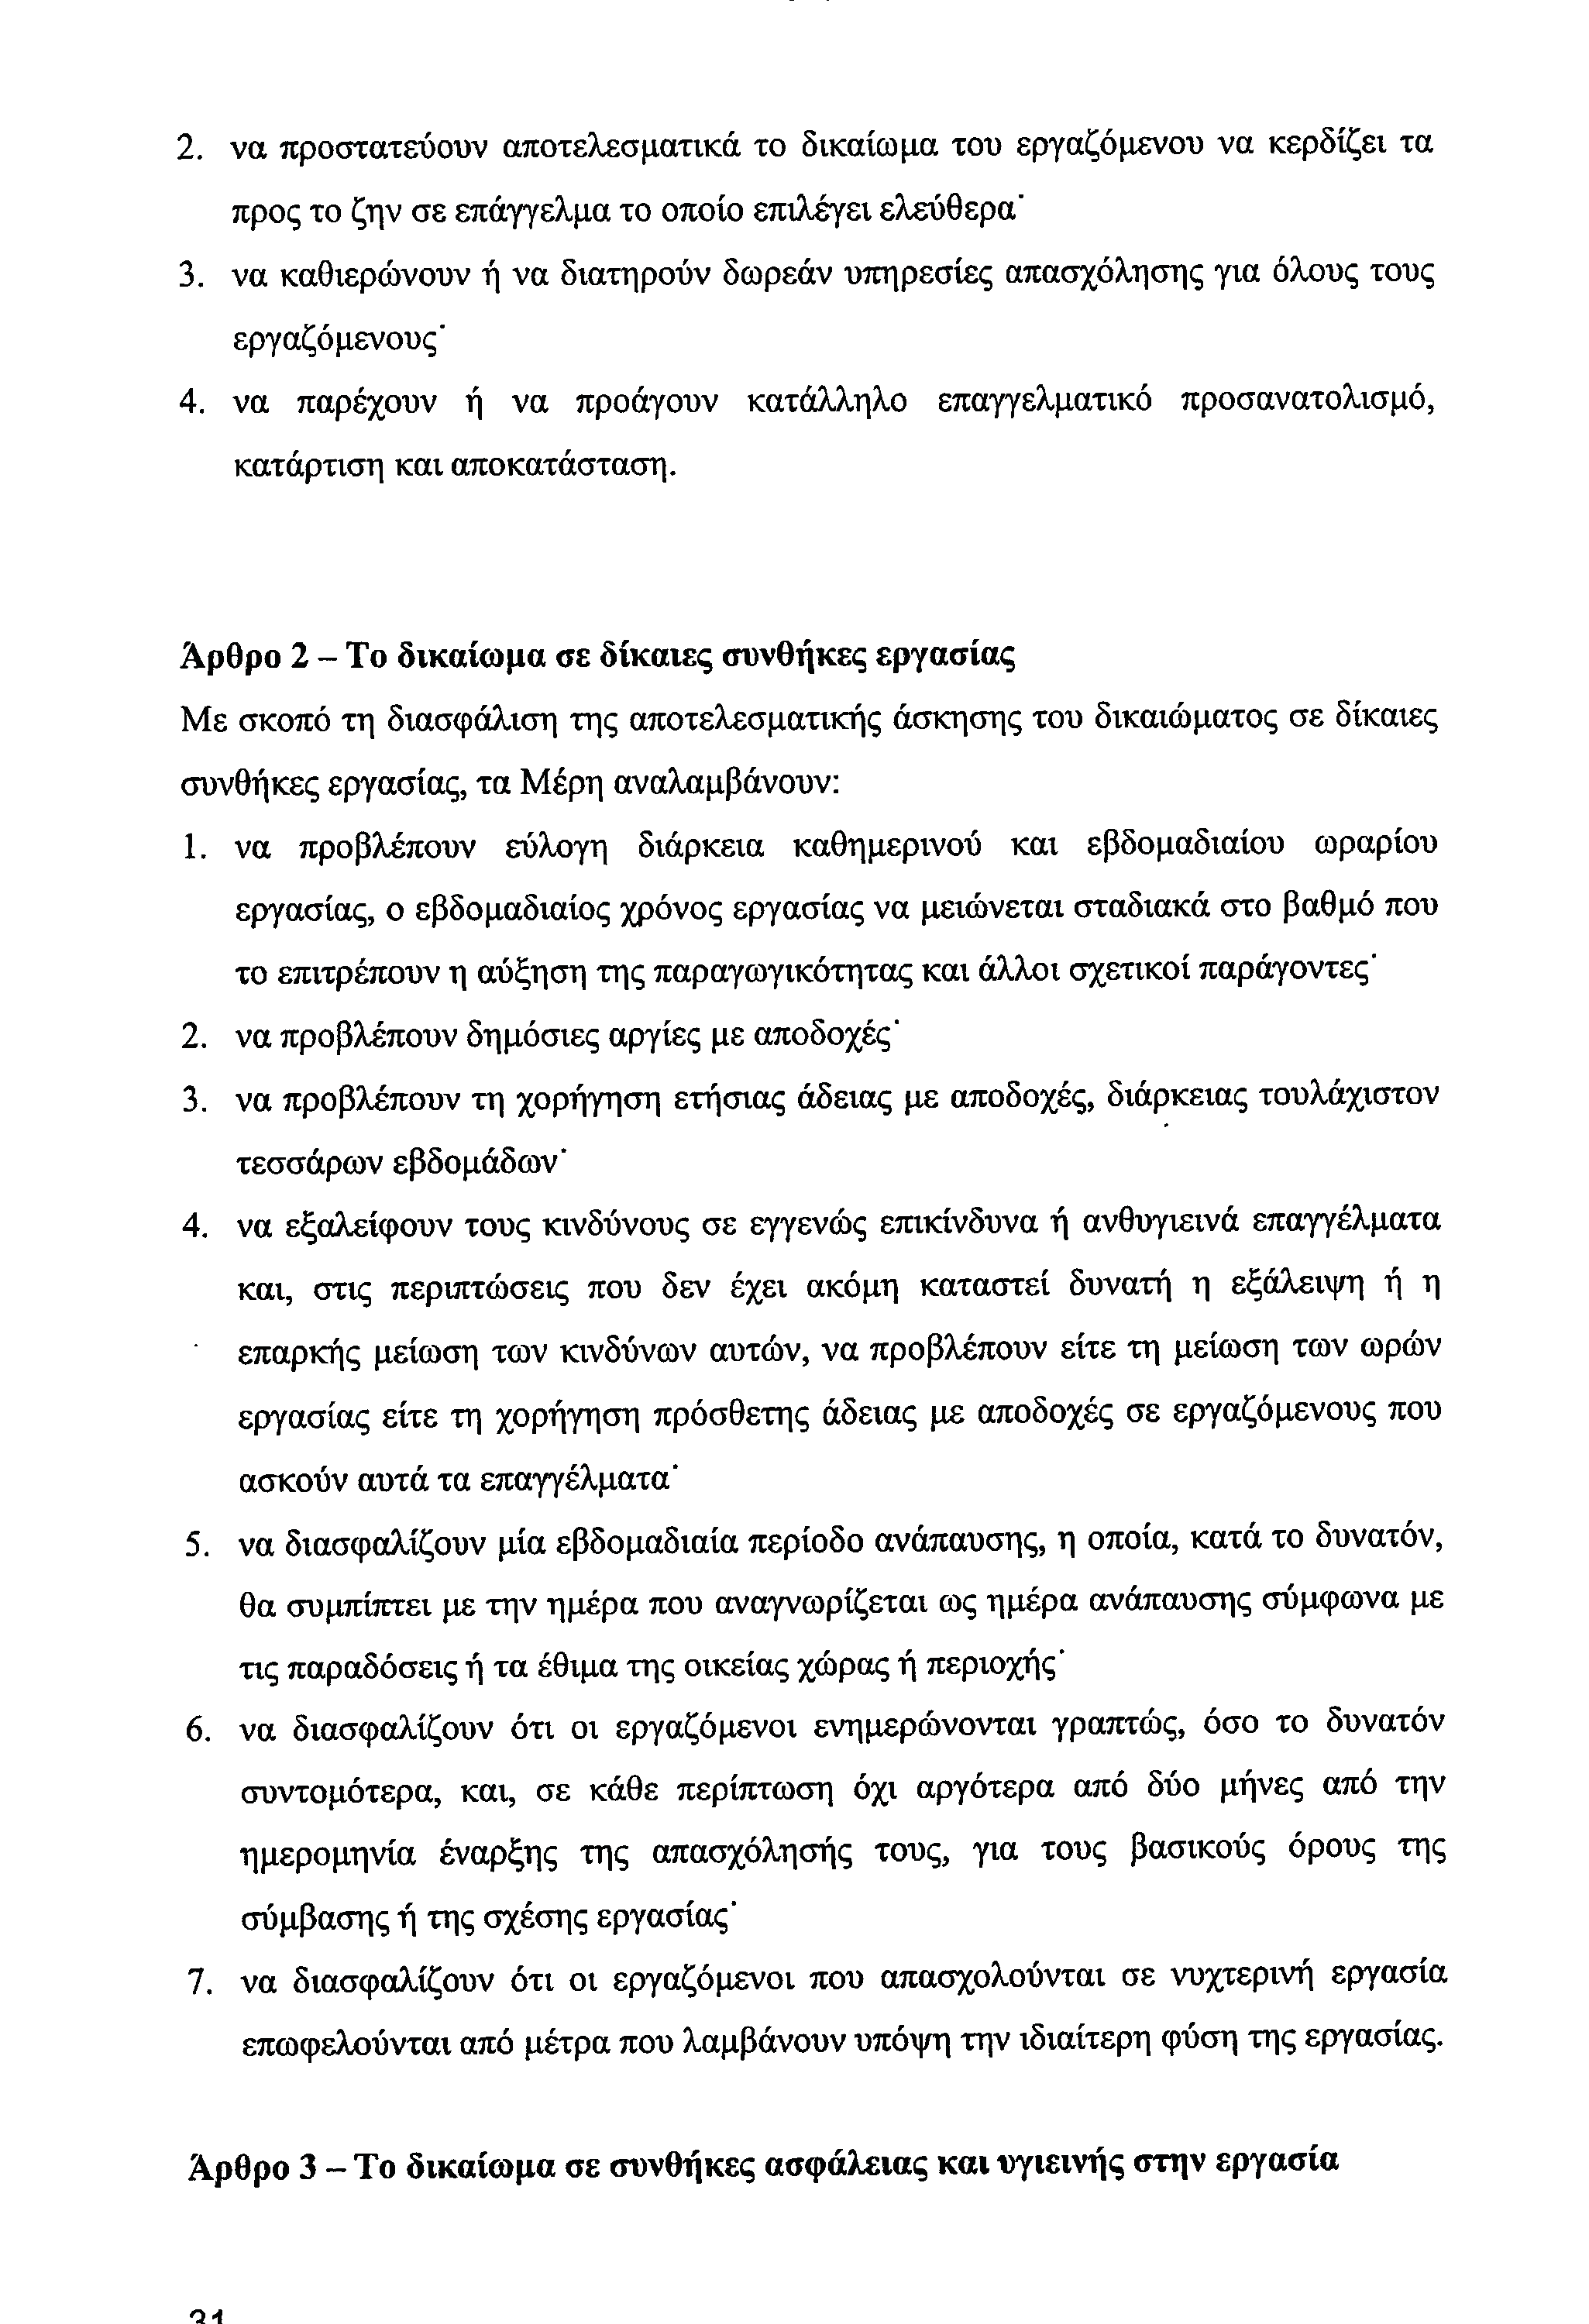 2. να προστατεύουν αποτελεσματικά το δικαίωμα του εργαζόμενου να κερδίζει τα
προς το ζην σε επάγγελμα το οποίο επιλέγει ελεύθερα˙
3. να καθιερώνουν ή να διατηρούν δωρεάν υπηρεσίες απασχόλησης για όλους τους
εργαζόμενους˙
4. να παρέχουν ή να προάγουν κατάλληλο επαγγελματικό προσανατολισμό,
κατάρτιση και αποκατάσταση.
Άρθρο 2 – Το δικαίωμα σε δίκαιες συνθήκες εργασίας
Με σκοπό τη διασφάλιση της αποτελεσματικής άσκησης του δικαιώματος σε δίκαιες
συνθήκες εργασίας, τα Μέρη αναλαμβάνουν:
1. να προβλέπουν εύλογη διάρκεια καθημερινού και εβδομαδιαίου ωραρίου
εργασίας, ο εβδομαδιαίος χρόνος εργασίας να μειώνεται σταδιακά στο βαθμό που
το επιτρέπουν η αύξηση της παραγωγικότητας και άλλοι σχετικοί παράγοντες˙
2. να προβλέπουν δημόσιες αργίες με αποδοχές˙
3. να προβλέπουν τη χορήγηση ετήσιας άδειας με αποδοχές, διάρκειας τουλάχιστον
τεσσάρων εβδομάδων˙
4. να εξαλείφουν τους κινδύνους σε εγγενώς επικίνδυνα ή ανθυγιεινά επαγγέλματα
και, στις περιπτώσεις που δεν έχει ακόμη καταστεί δυνατή η εξάλειψη ή η
επαρκής μείωση των κινδύνων αυτών, να προβλέπουν είτε τη μείωση των ωρών
εργασίας είτε τη χορήγηση πρόσθετης άδειας με αποδοχές σε εργαζόμενους που
ασκούν αυτά τα επαγγέλματα˙
5. να διασφαλίζουν μία εβδομαδιαία περίοδο ανάπαυσης, η οποία, κατά το δυνατόν,
θα συμπίπτει με την ημέρα που αναγνωρίζεται ως ημέρα ανάπαυσης σύμφωνα με
τις παραδόσεις ή τα έθιμα της οικείας χώρας ή περιοχής˙
6. να διασφαλίζουν ότι οι εργαζόμενοι ενημερώνονται γραπτώς, όσο το δυνατόν
συντομότερα, και, σε κάθε περίπτωση όχι αργότερα από δύο μήνες από την
ημερομηνία έναρξης της απασχόλησής τους, για τους βασικούς όρους της
σύμβασης ή της σχέσης εργασίας˙
7. να διασφαλίζουν ότι οι εργαζόμενοι που απασχολούνται σε νυχτερινή εργασία
επωφελούνται από μέτρα που λαμβάνουν υπόψη την ιδιαίτερη φύση της εργασίας.
Άρθρο 3 – Το δικαίωμα σε συνθήκες ασφάλειας και υγιεινής στην εργασία